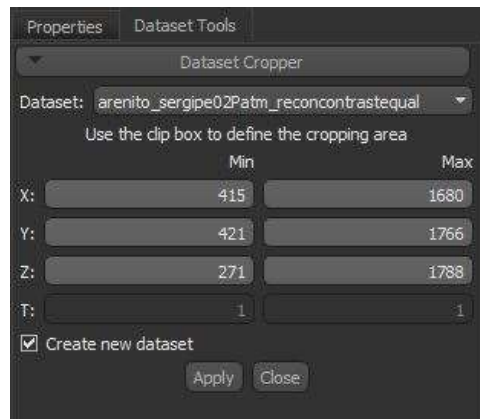 Properties Dataset Tools
Dataset Cropper
Dataset: arenito_sergipe02Patm_reconcontrastequal
Use the clip box to define the cropping area
Min Max
X: 415 1680
Y: 421 1766
Z: 271 1788
T: 1 1
Create new dataset
Apply Close